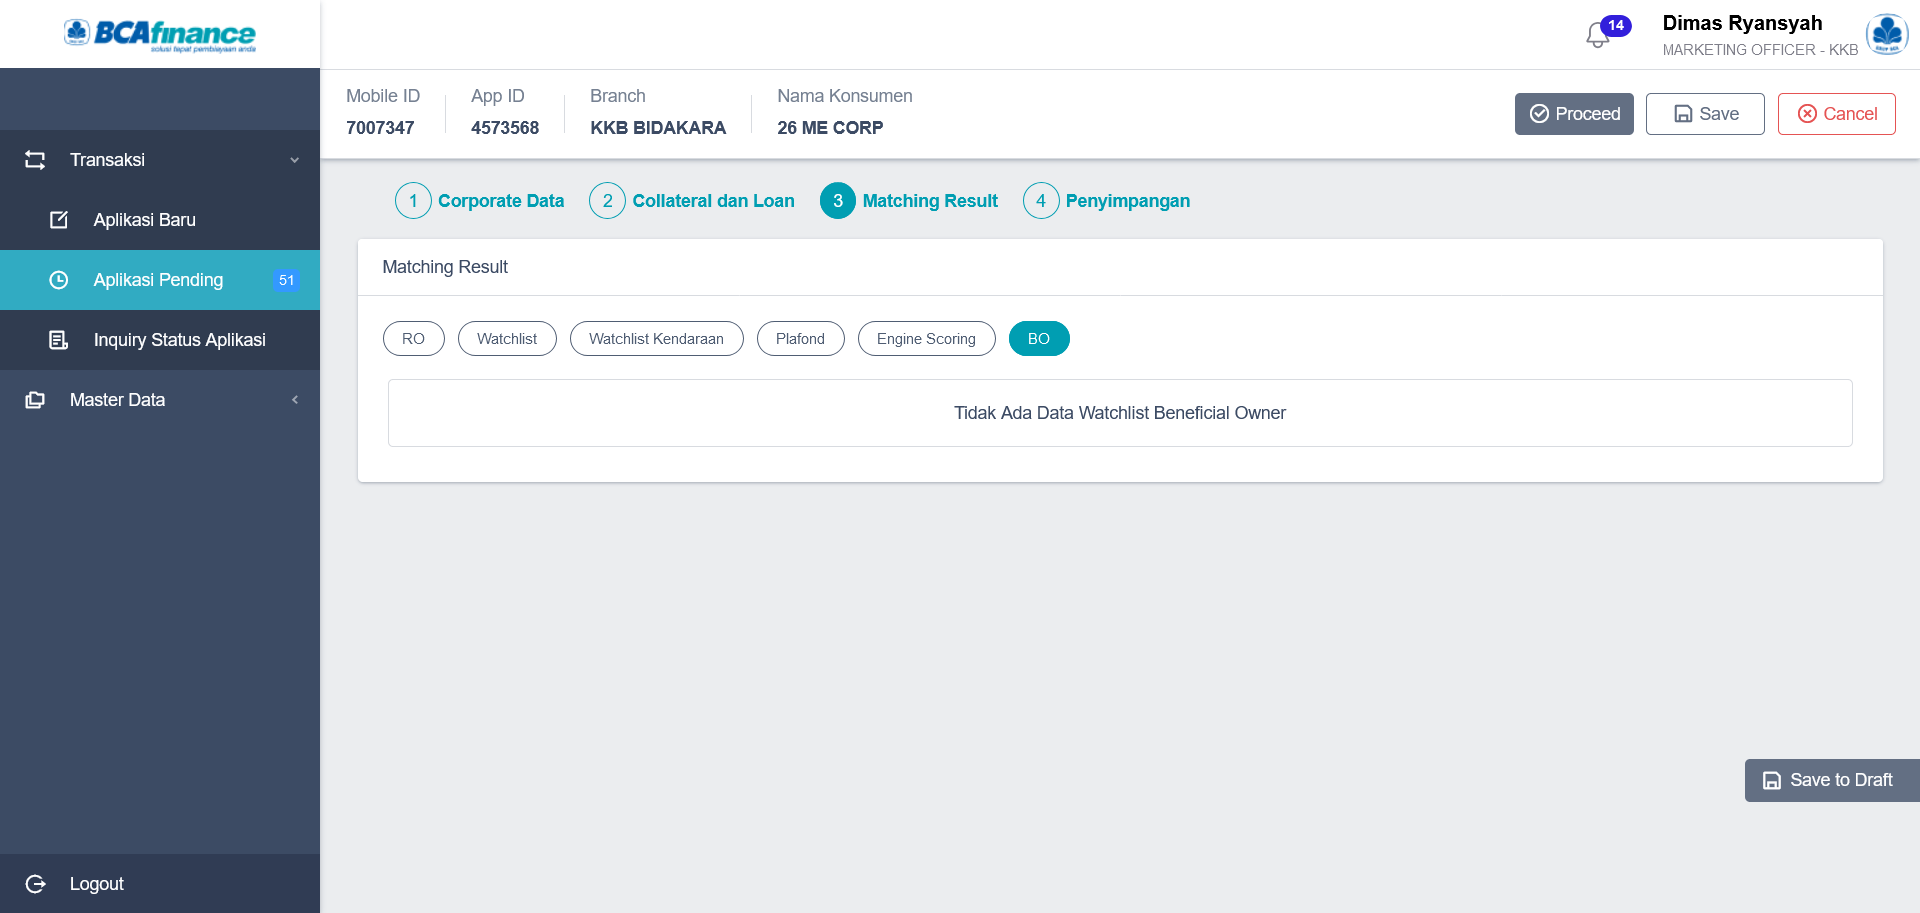 BCAfinance
solusi tepat pembiayaan anda
14
Dimas Ryansyah
MARKETING OFFICER - KKB
Mobile ID
7007347
App ID
4573568
Branch
KKB BIDAKARA
Nama Konsumen
26 ME CORP
Proceed
Save
Cancel
Transaksi
Aplikasi Baru
Aplikasi Pending 51
Inquiry Status Aplikasi
Master Data
Logout
1 Corporate Data
2 Collateral dan Loan
3 Matching Result
4 Penyimpangan
Matching Result
RO
Watchlist
Watchlist Kendaraan
Plafond
Engine Scoring
BO
Tidak Ada Data Watchlist Beneficial Owner
Save to Draft